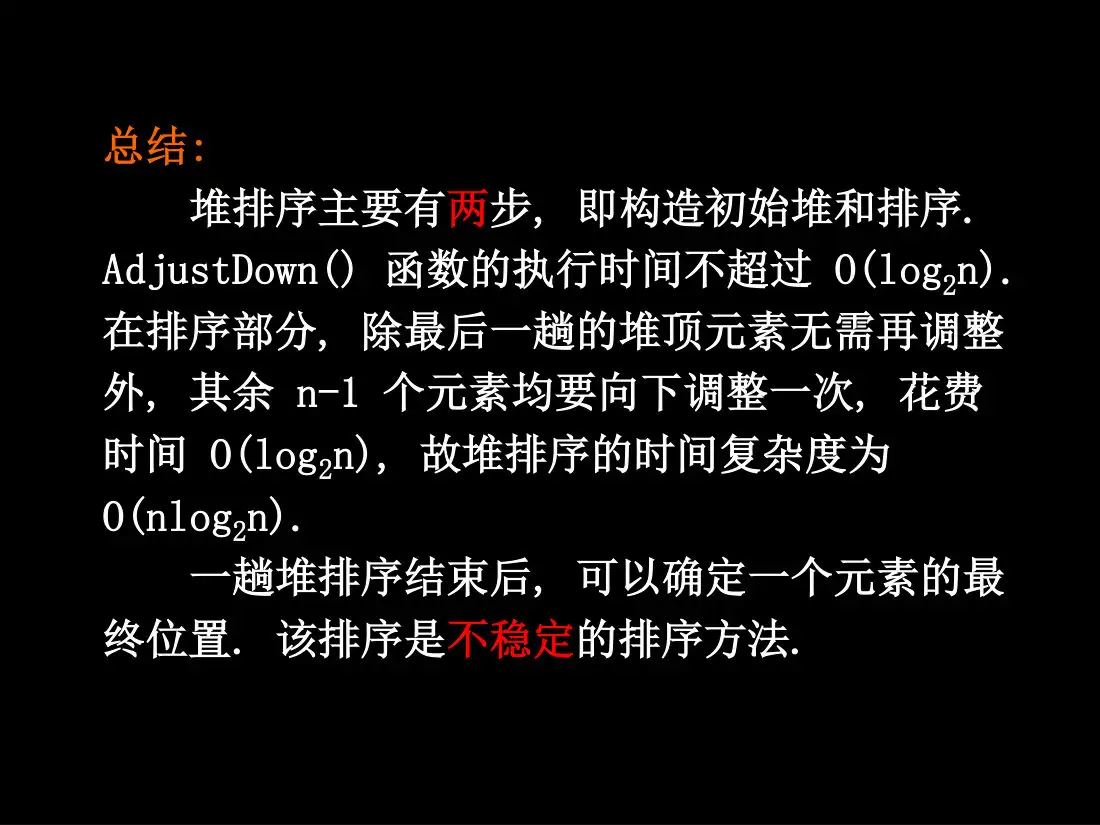 总结:
堆排序主要有两步, 即构造初始堆和排序.
AdjustDown() 函数的执行时间不超过 O(log₂n).
在排序部分, 除最后一趟的堆顶元素无需再调整
外, 其余 n-1 个元素均要向下调整一次, 花费
时间 O(log₂n), 故堆排序的时间复杂度为
O(nlog₂n).
一趟堆排序结束后, 可以确定一个元素的最
终位置. 该排序是不稳定的排序方法.